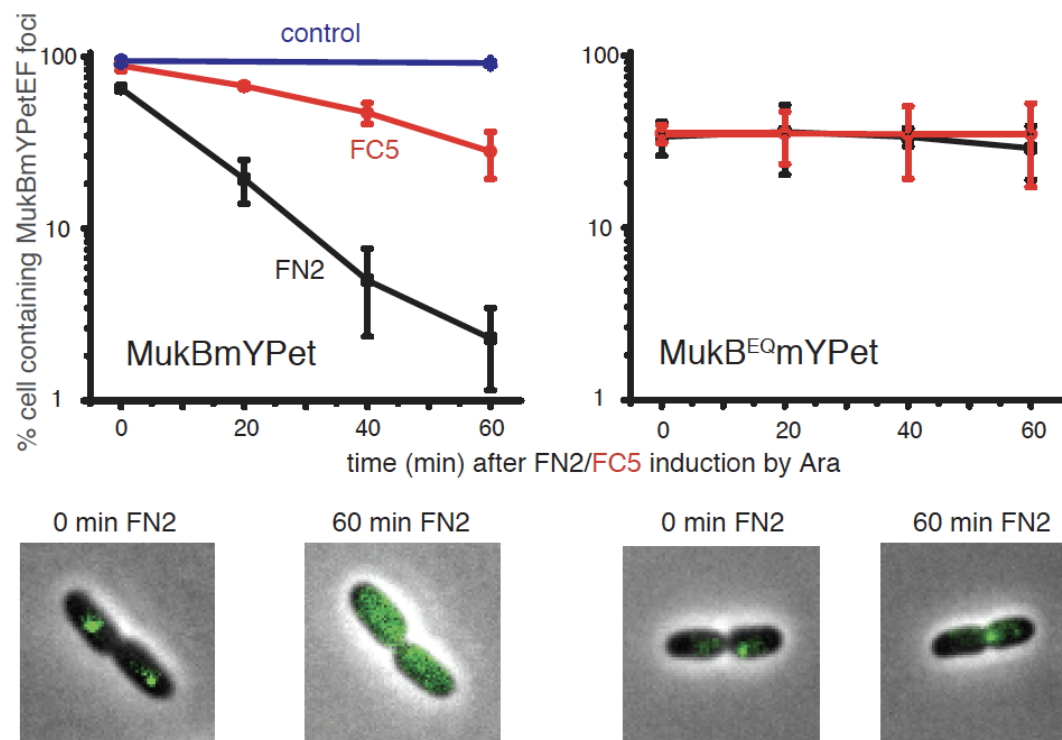 control
% cell containing MukBmYPetEF foci
100
10
1
FC5
FN2
MukBmYPet
0 20 40 60
100
10
1
MukB^EQmYPet
0 20 40 60
time (min) after FN2/FC5 induction by Ara
0 min FN2 60 min FN2 0 min FN2 60 min FN2